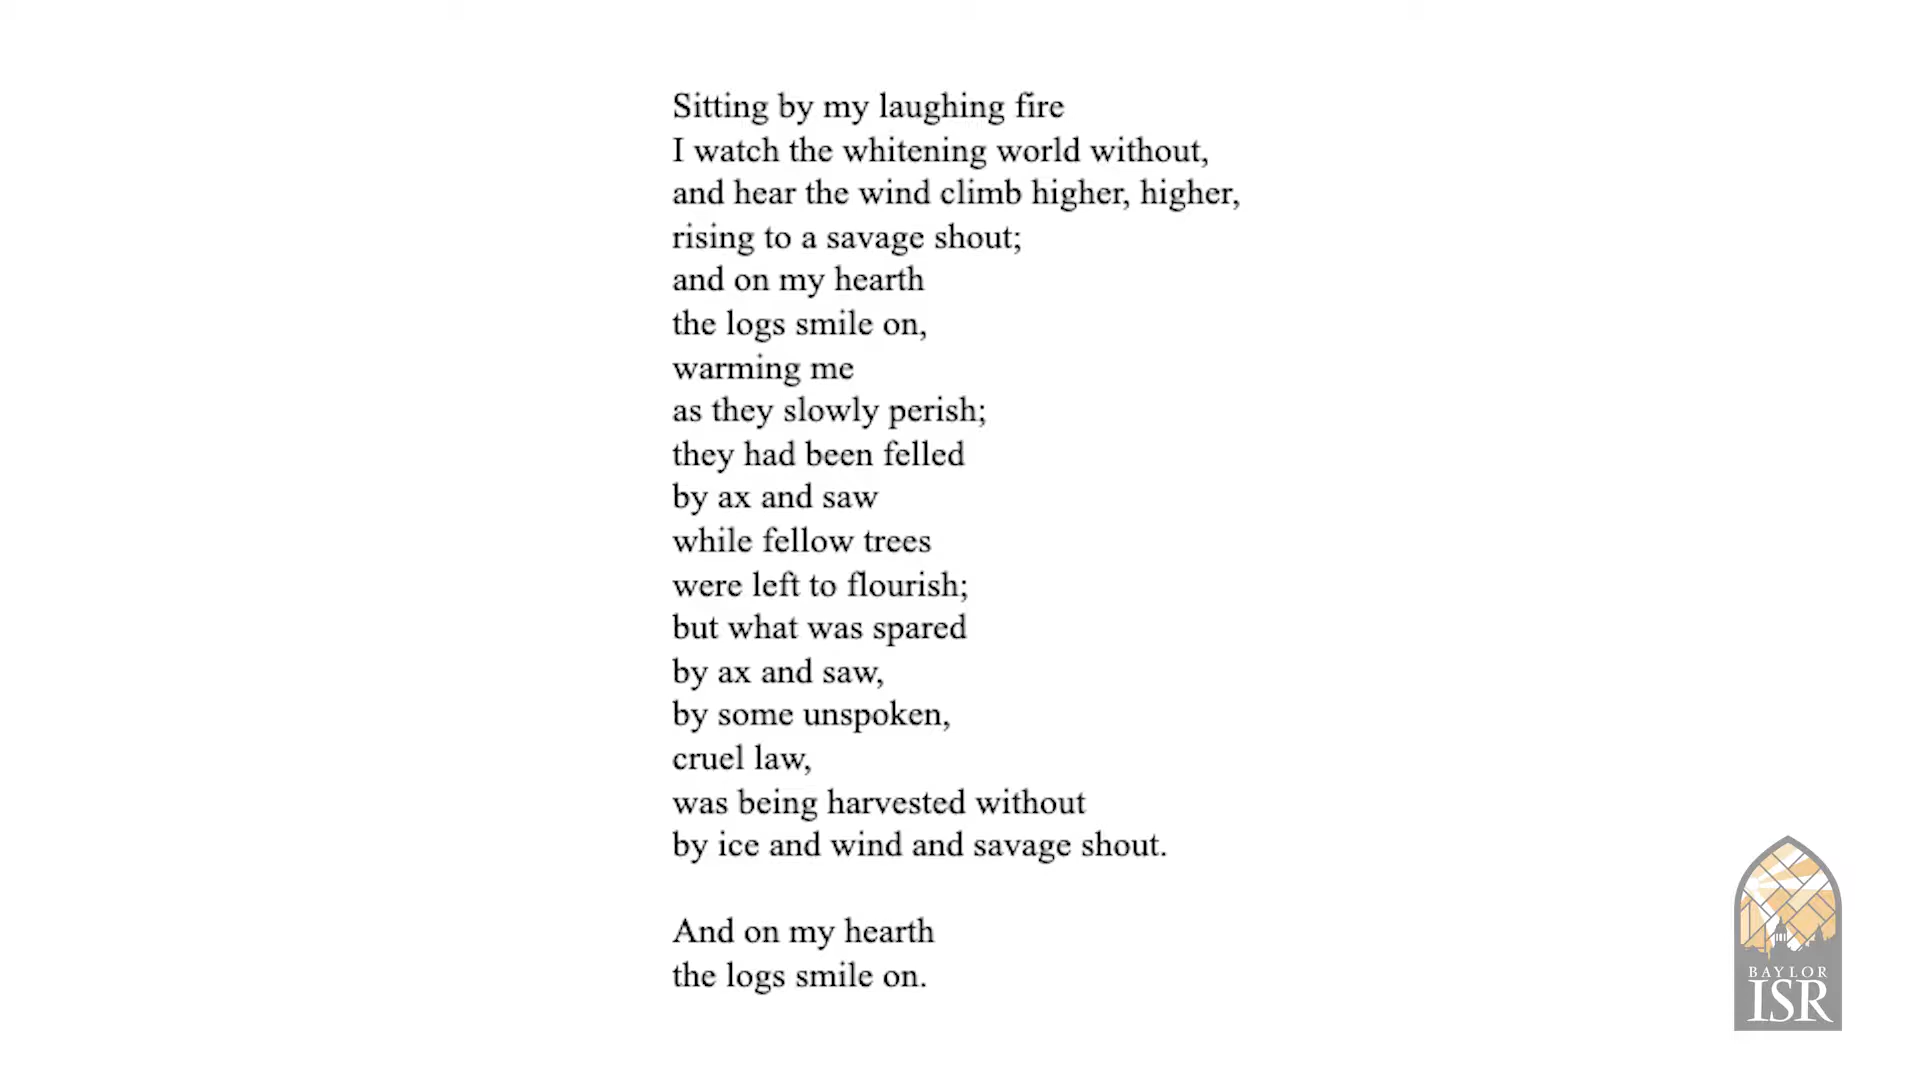 Sitting by my laughing fire
I watch the whitening world without,
and hear the wind climb higher, higher,
rising to a savage shout;
and on my hearth
the logs smile on,
warming me
as they slowly perish;
they had been felled
by ax and saw
while fellow trees
were left to flourish;
but what was spared
by ax and saw,
by some unspoken,
cruel law,
was being harvested without
by ice and wind and savage shout.

And on my hearth
the logs smile on.
BAYLOR
ISR